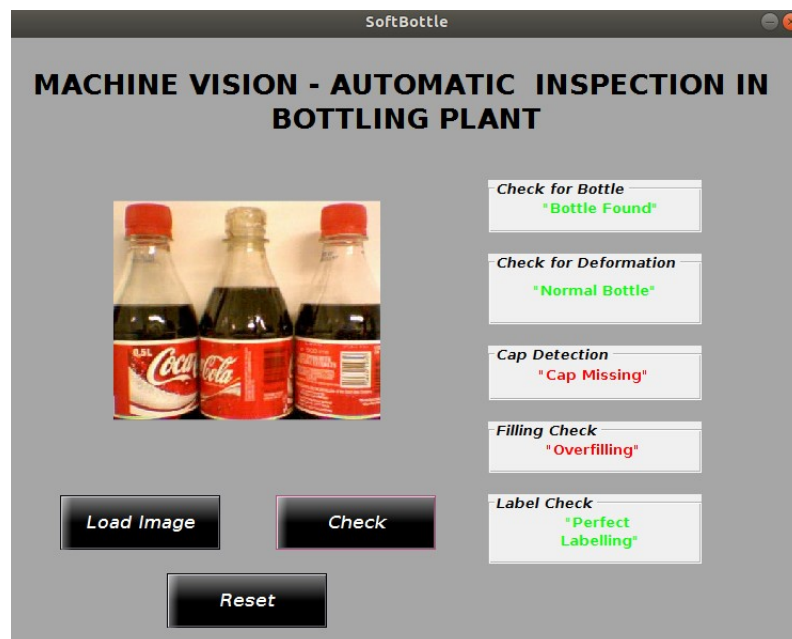 SoftBottle
MACHINE VISION - AUTOMATIC INSPECTION IN
BOTTLING PLANT
0,5L
Coca
Cola
Check for Bottle
"Bottle Found"
Check for Deformation
"Normal Bottle"
Cap Detection
"Cap Missing"
Filling Check
"Overfilling"
Label Check
"Perfect
Labelling"
Load Image
Check
Reset